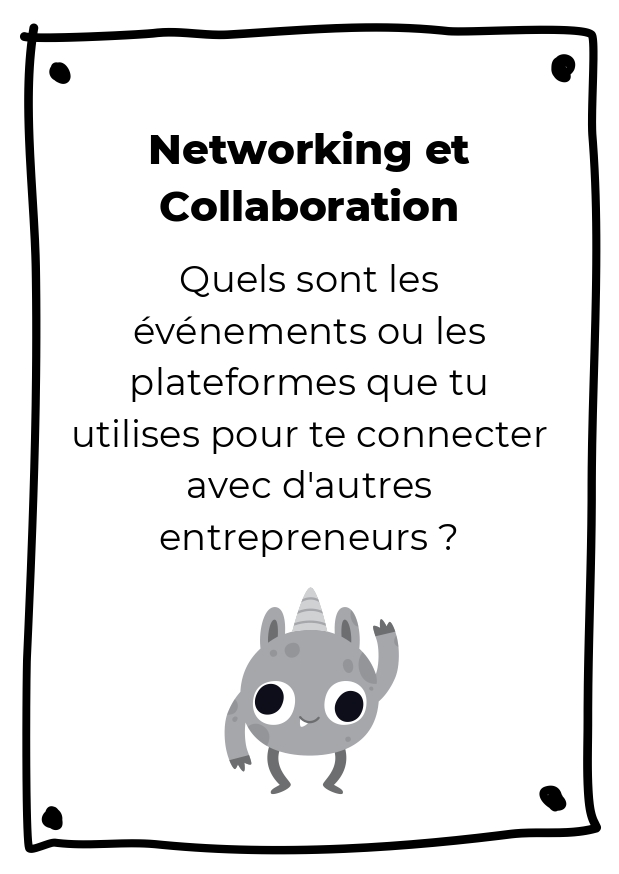 Networking et
Collaboration
Quels sont les
événements ou les
plateformes que tu
utilises pour te connecter
avec d'autres
entrepreneurs ?